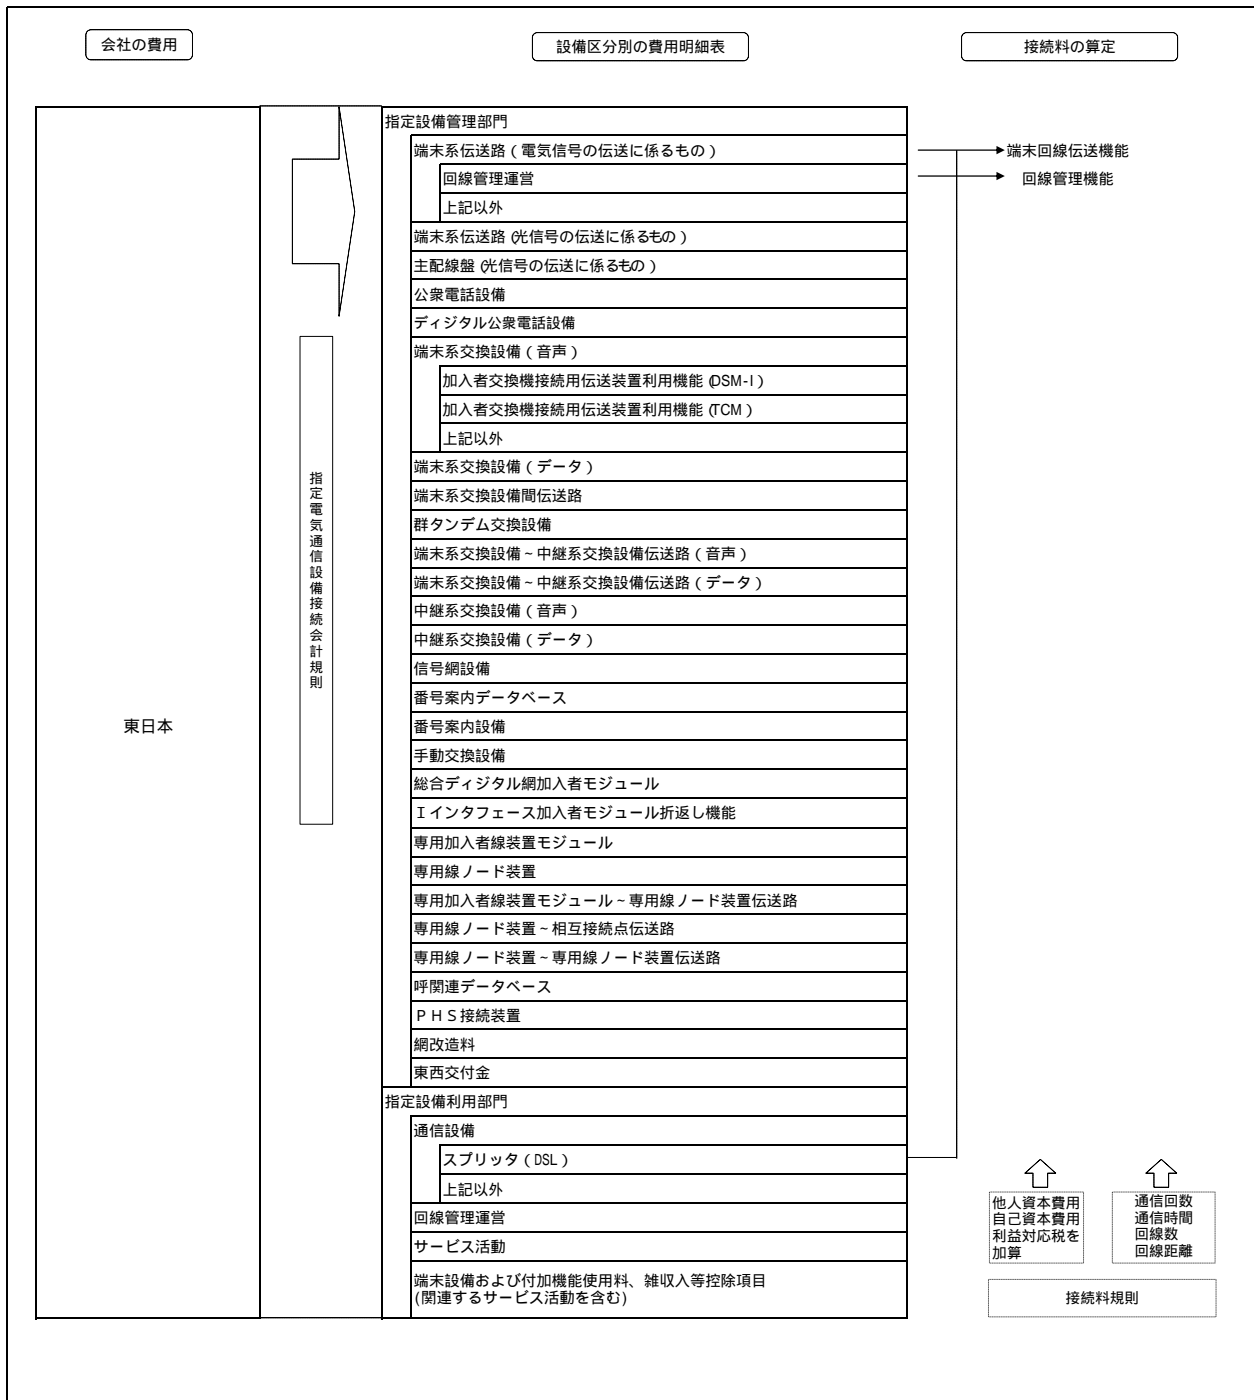 会社の費用
設備区分別の費用明細表
接続料の算定
東日本
指定電気通信設備接続会計規則
指定設備管理部門
端末系伝送路(電気信号の伝送に係るもの)
回線管理運営
上記以外
端末系伝送路(光信号の伝送に係るもの)
主配線盤(光信号の伝送に係るもの)
公衆電話設備
ディジタル公衆電話設備
端末系交換設備(音声)
加入者交換機接続用伝送装置利用機能(DSM-I)
加入者交換機接続用伝送装置利用機能(TCM)
上記以外
端末系交換設備(データ)
端末系交換設備間伝送路
群タンデム交換設備
端末系交換設備~中継系交換設備伝送路(音声)
端末系交換設備~中継系交換設備伝送路(データ)
中継系交換設備(音声)
中継系交換設備(データ)
信号網設備
番号案内データベース
番号案内設備
手動交換設備
総合ディジタル網加入者モジュール
Iインタフェース加入者モジュール折返し機能
専用加入者線装置モジュール
専用線ノード装置
専用加入者線装置モジュール~専用線ノード装置伝送路
専用線ノード装置~相互接続点伝送路
専用線ノード装置~専用線ノード装置伝送路
呼関連データベース
PHS接続装置
網改造料
東西交付金
指定設備利用部門
通信設備
スプリッタ(DSL)
上記以外
回線管理運営
サービス活動
端末設備および付加機能使用料、雑収入等控除項目
(関連するサービス活動を含む)
端末回線伝送機能
回線管理機能
他人資本費用
自己資本費用
利益対応税を
加算
通信回数
通信時間
回線数
回線距離
接続料規則